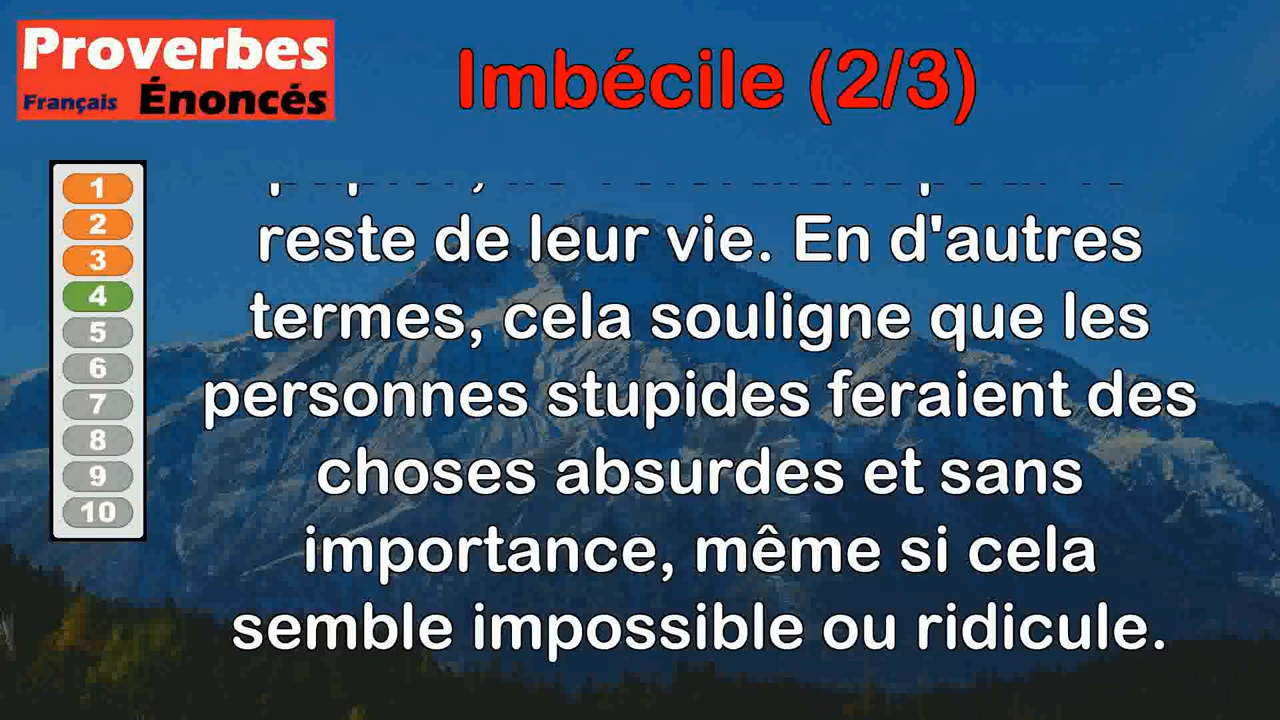 Proverbes
Français Énoncés
Imbécile (2/3)
1
2
3
4
5
6
7
8
9
10
reste de leur vie. En d'autres
termes, cela souligne que les
personnes stupides feraient des
choses absurdes et sans
importance, même si cela
semble impossible ou ridicule.